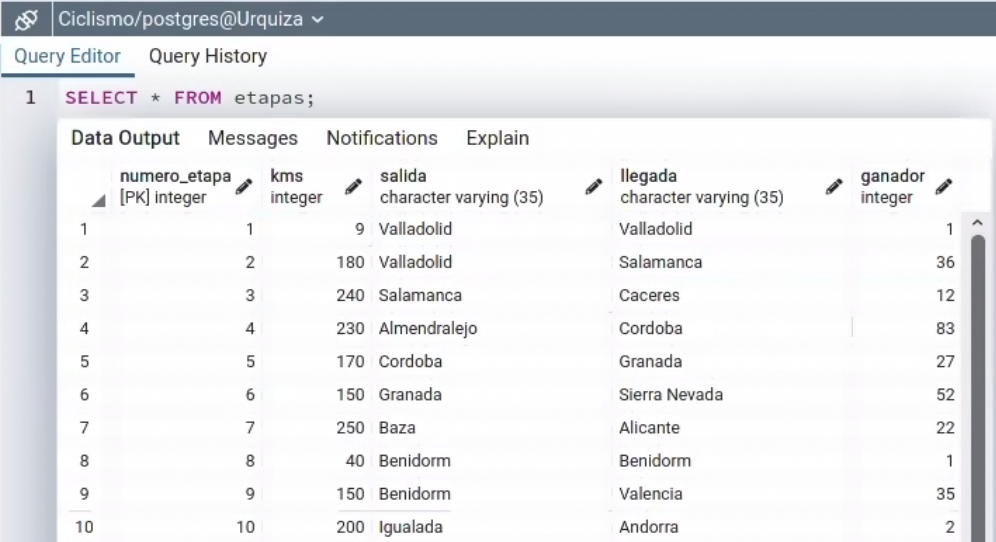 Ciclismo/postgres@Urquiza
Query Editor Query History
1 SELECT * FROM etapas;
Data Output Messages Notifications Explain
numero_etapa kms salida llegada ganador
[PK] integer integer character varying (35) character varying (35) integer
1 1 9 Valladolid Valladolid 1
2 2 180 Valladolid Salamanca 36
3 3 240 Salamanca Caceres 12
4 4 230 Almendralejo Cordoba 83
5 5 170 Cordoba Granada 27
6 6 150 Granada Sierra Nevada 52
7 7 250 Baza Alicante 22
8 8 40 Benidorm Benidorm 1
9 9 150 Benidorm Valencia 35
10 10 200 Igualada Andorra 2